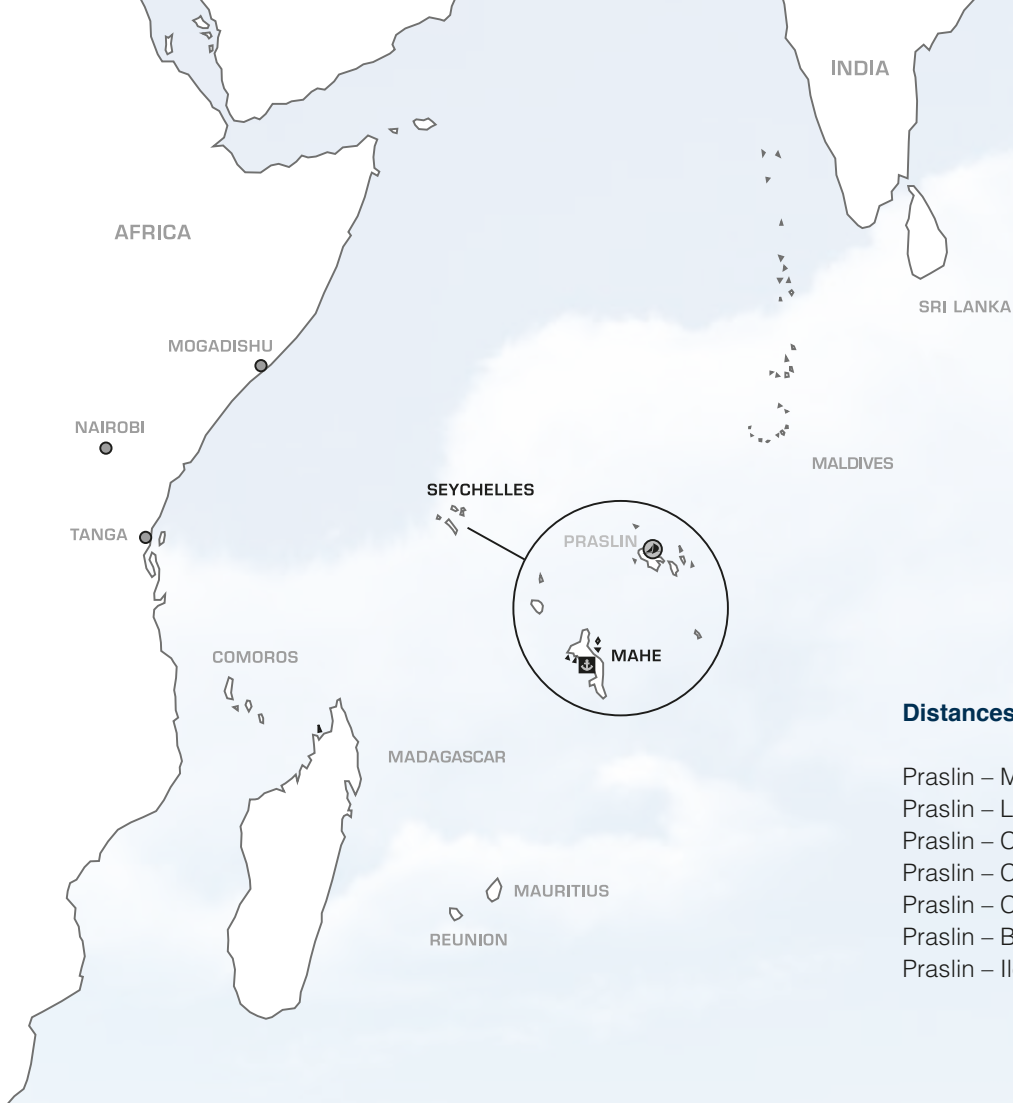 INDIA
AFRICA
SRI LANKA
MOGADISHU
NAIROBI
MALDIVES
SEYCHELLES
TANGA
PRASLIN
MAHE
COMOROS
MADAGASCAR
MAURITIUS
REUNION
Distances
Praslin – M
Praslin – L
Praslin – C
Praslin – C
Praslin – C
Praslin – B
Praslin – Il